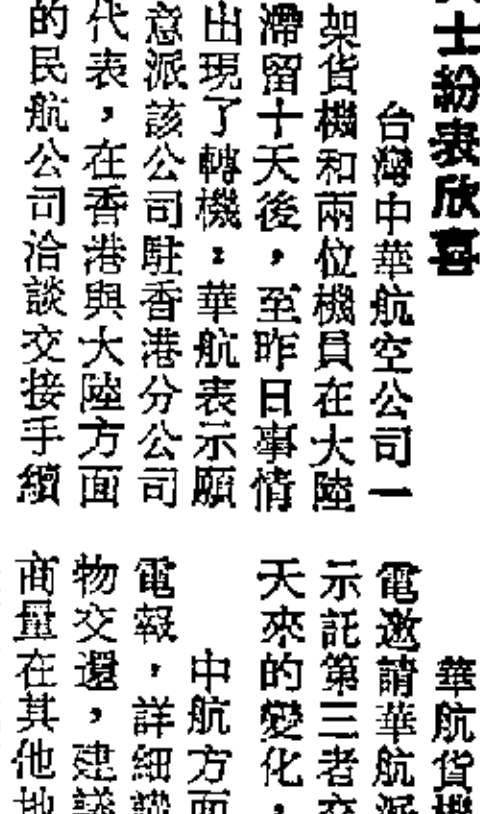 士紛表欣喜
台灣中華航空公司一
架貨機和兩位機員在大陸
滯留十天後，至昨日事情
出現了轉機：華航表示願
意派該公司駐香港分公司
代表，在香港與大陸方面
的民航公司洽談交接手續
華航貨機
電邀請華航派
示託第三者交
天來的變化，
中航方面
電報，詳細
物交還，建議
商量在其他地